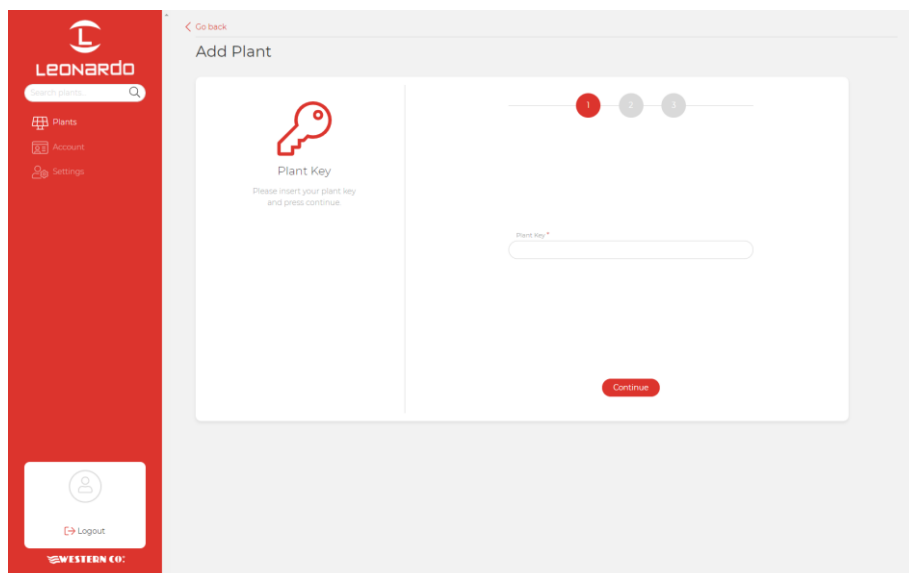 Leonardo
Search plants...
Plants
Account
Settings
Logout
WESTERN CO.
Go back
Add Plant
Plant Key
Please insert your plant key
and press continue
1 2 3
Plant Key *
Continue